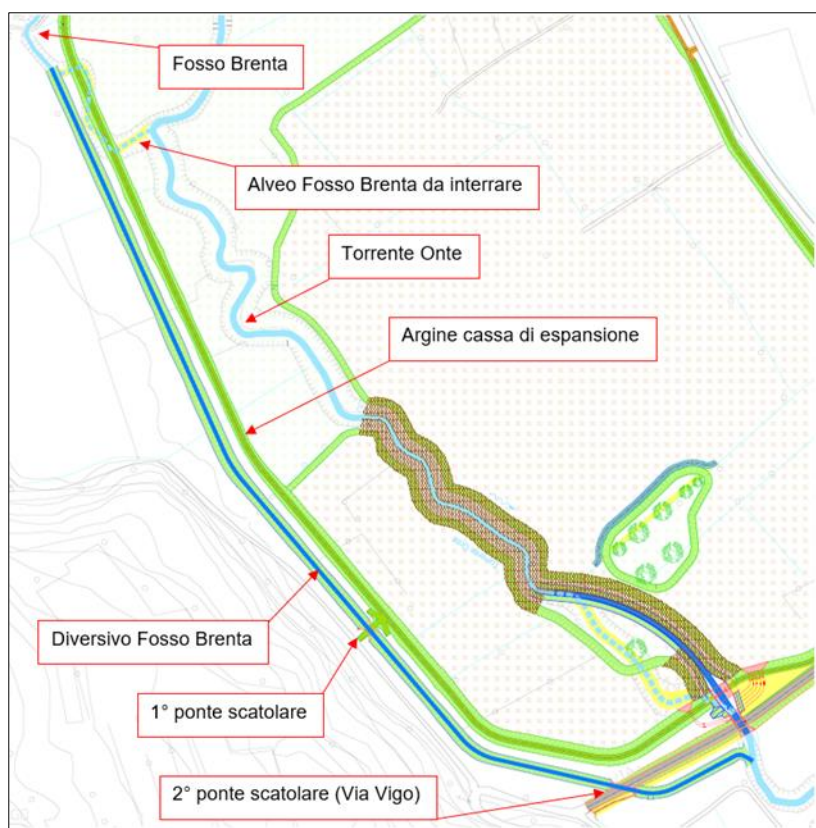 Fosso Brenta
Alveo Fosso Brenta da interrare
Torrente Onte
Argine cassa di espansione
Diversivo Fosso Brenta
1° ponte scatolare
2° ponte scatolare (Via Vigo)